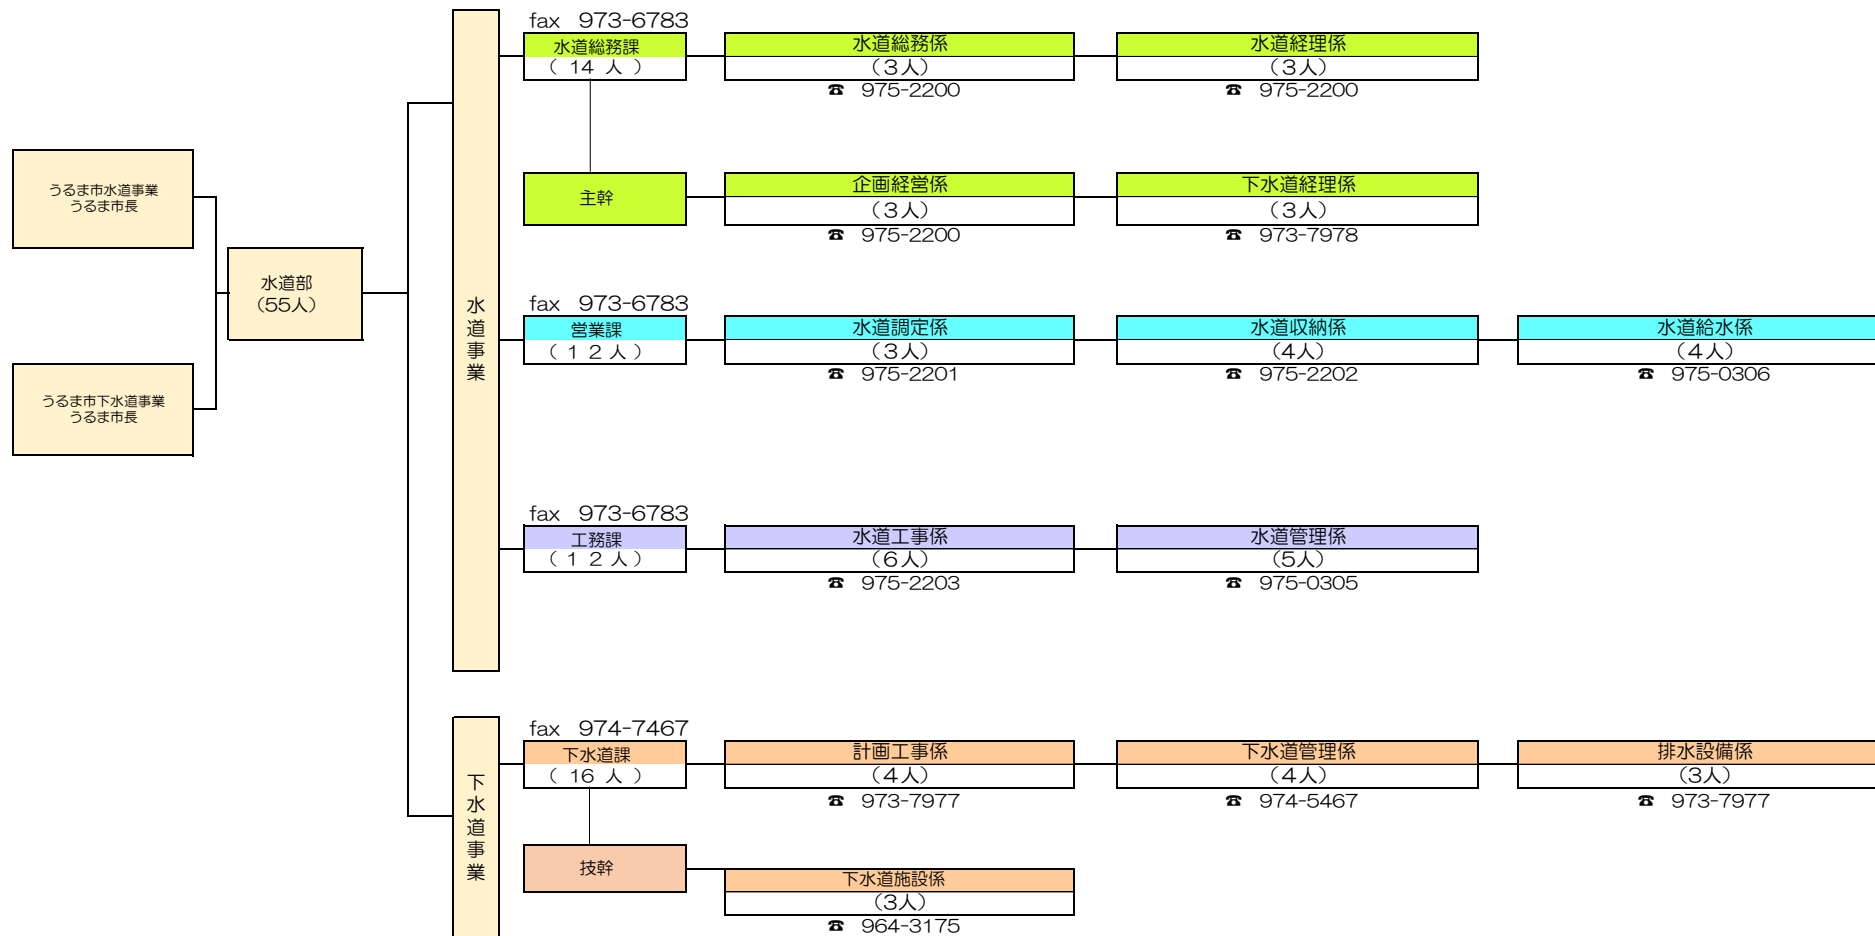 うるま市水道事業
うるま市長
うるま市下水道事業
うるま市長
水道部
（55人）
水道事業
fax 973-6783
水道総務課
（ 14 人 ）
水道総務係
（3人）
☎ 975-2200
水道経理係
（3人）
☎ 975-2200
主幹
企画経営係
（3人）
☎ 975-2200
下水道経理係
（3人）
☎ 973-7978
fax 973-6783
営業課
（ 1 2 人 ）
水道調定係
（3人）
☎ 975-2201
水道収納係
（4人）
☎ 975-2202
水道給水係
（4人）
☎ 975-0306
fax 973-6783
工務課
（ 1 2 人 ）
水道工事係
（6人）
☎ 975-2203
水道管理係
（5人）
☎ 975-0305
下水道事業
fax 974-7467
下水道課
（ 16 人 ）
計画工事係
（4人）
☎ 973-7977
下水道管理係
（4人）
☎ 974-5467
排水設備係
（3人）
☎ 973-7977
技幹
下水道施設係
（3人）
☎ 964-3175